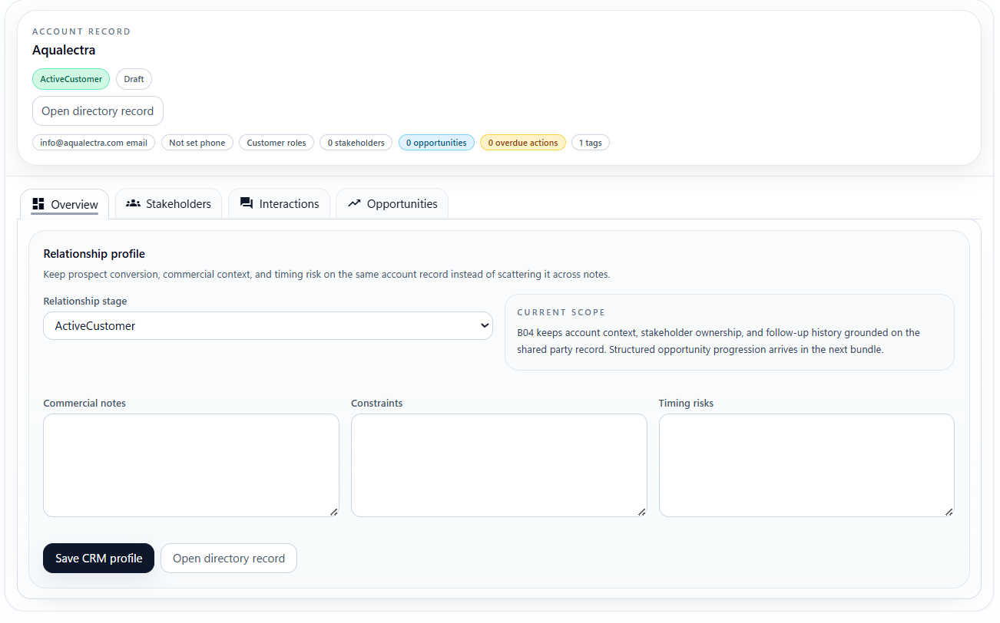 ACCOUNT RECORD
Aqualectra
ActiveCustomer Draft
Open directory record
info@aqualectra.com email Not set phone Customer roles 0 stakeholders 0 opportunities 0 overdue actions 1 tags
Overview Stakeholders Interactions Opportunities
Relationship profile
Keep prospect conversion, commercial context, and timing risk on the same account record instead of scattering it across notes.
Relationship stage
ActiveCustomer
CURRENT SCOPE
B04 keeps account context, stakeholder ownership, and follow-up history grounded on the
shared party record. Structured opportunity progression arrives in the next bundle.
Commercial notes Constraints Timing risks
Save CRM profile Open directory record